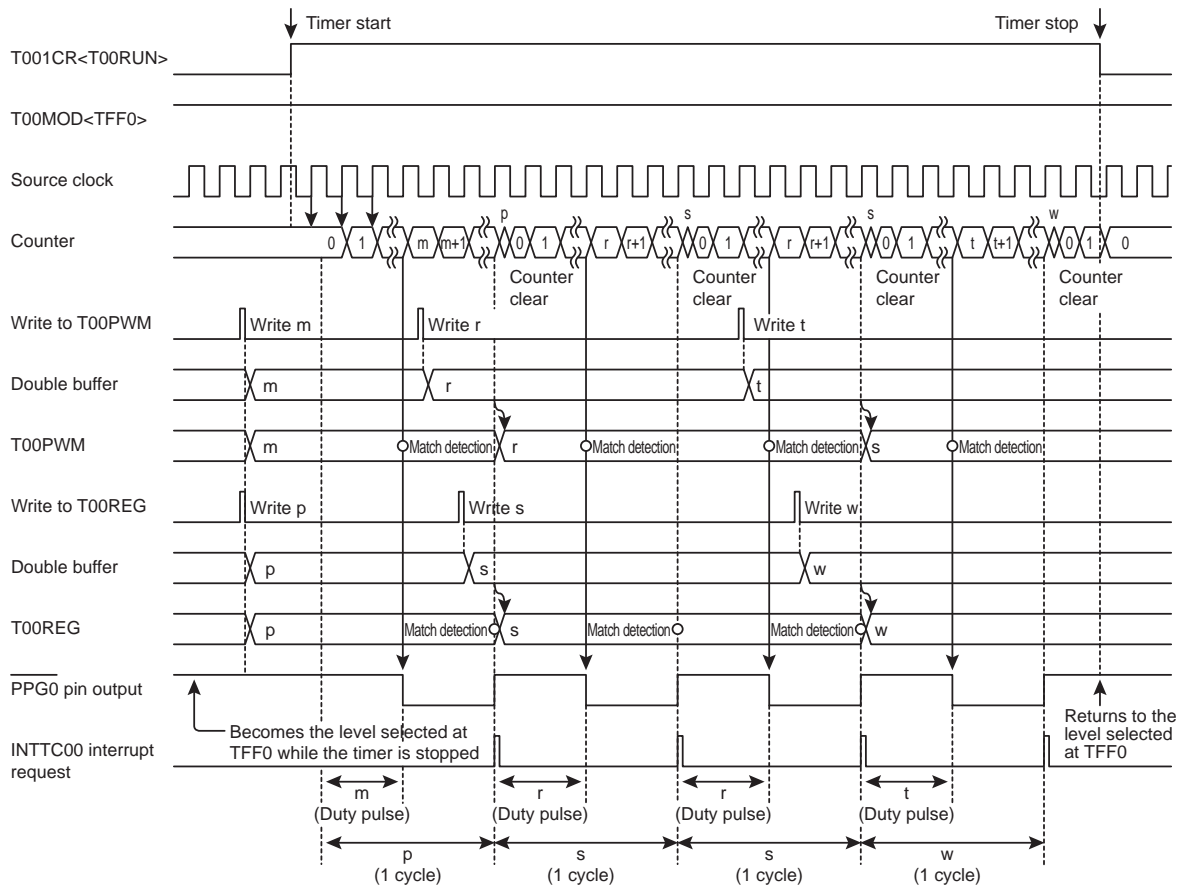 Timer start Timer stop
T001CR<T00RUN>
T00MOD<TFF0>
Source clock
p s s w
Counter 0 1 m m+1 0 1 r r+1 0 1 r r+1 0 1 t t+1 0 1 0
Counter clear Counter clear Counter clear Counter clear
Write to T00PWM Write m Write r Write t
Double buffer m r t
T00PWM m Match detection r Match detection Match detection s Match detection
Write to T00REG Write p Write s Write w
Double buffer p s w
T00REG p Match detection s Match detection Match detection w
PPG0 pin output
Becomes the level selected at
TFF0 while the timer is stopped
Returns to the
level selected
at TFF0
INTTC00 interrupt
request
m r r t
(Duty pulse) (Duty pulse) (Duty pulse) (Duty pulse)
p s s w
(1 cycle) (1 cycle) (1 cycle) (1 cycle)